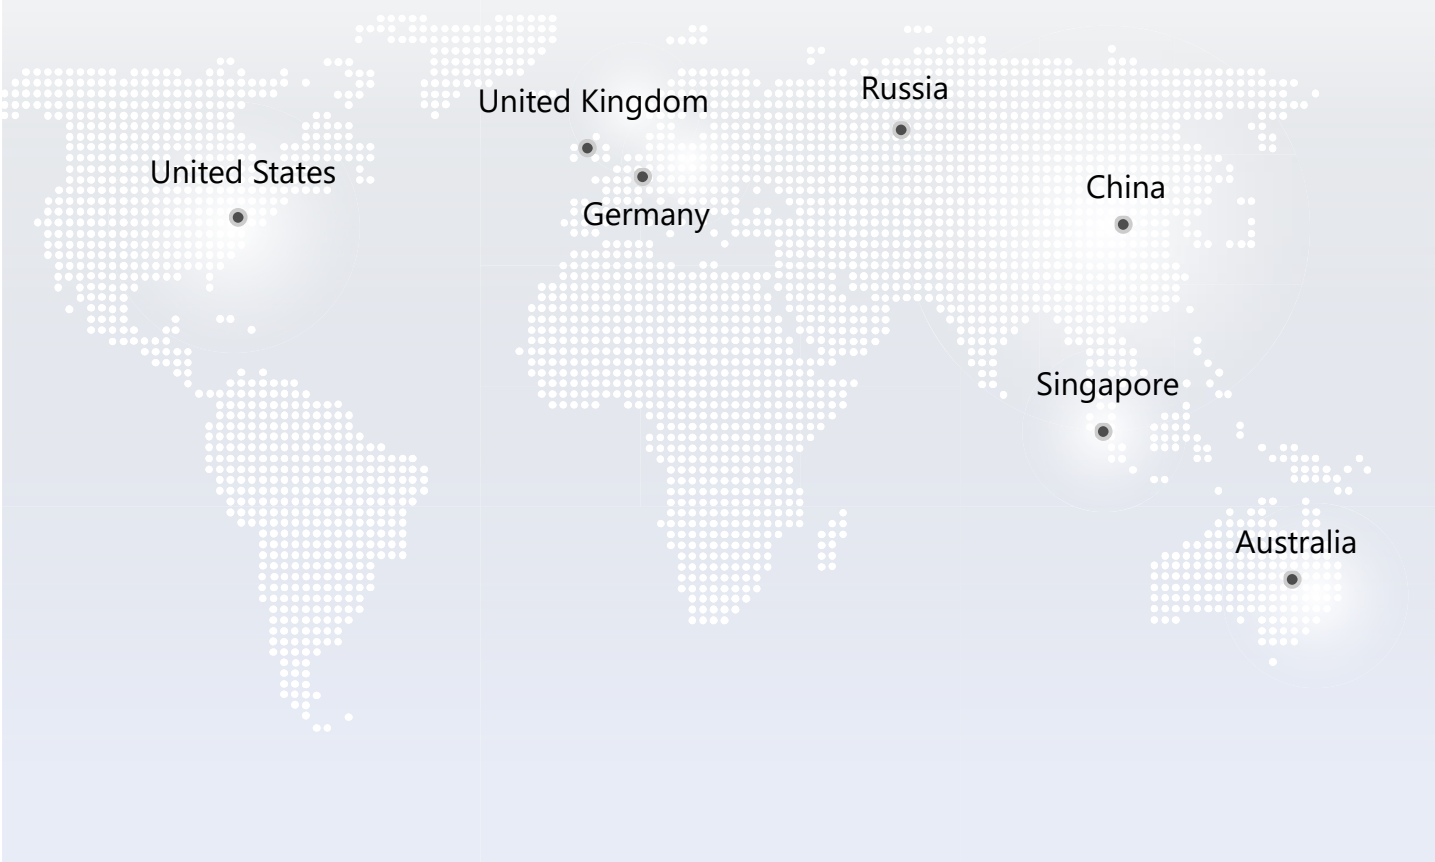 Russia
United Kingdom
United States
China
Germany
Singapore
Australia